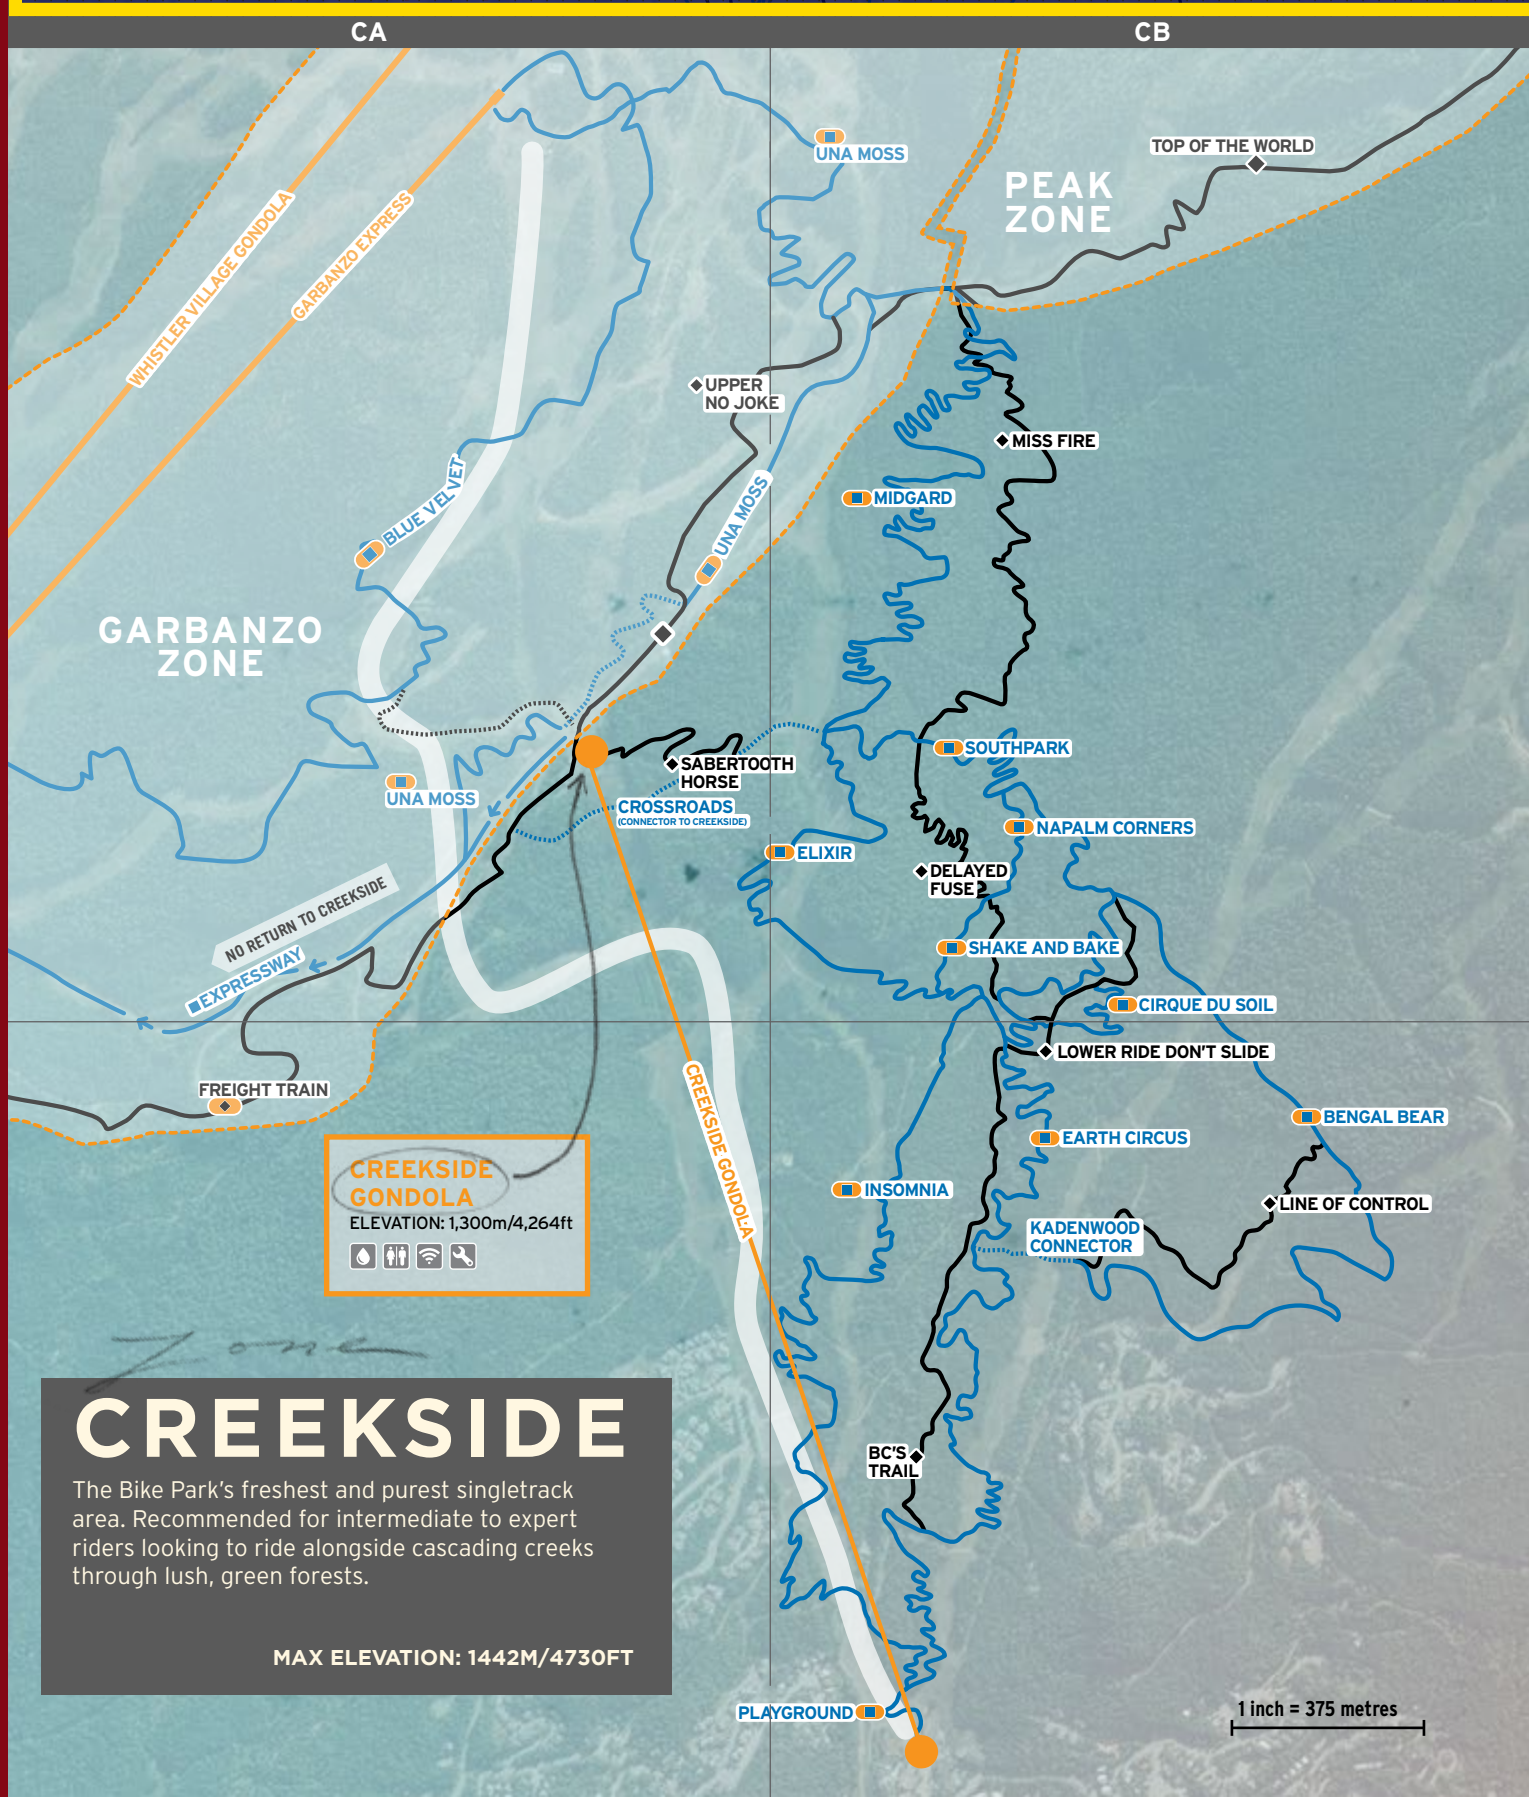 CA
CB
UNA MOSS
TOP OF THE WORLD
PEAK
ZONE
WHISTLER VILLAGE GONDOLA
GARBANZO EXPRESS
UPPER
NO JOKE
MISS FIRE
BLUE VELVET
UNA MOSS
MIDGARD
GARBANZO
ZONE
SOUTHPARK
SABERTOOTH
HORSE
UNA MOSS
CROSSROADS
(CONNECTOR TO CREEKSIDE)
NAPALM CORNERS
ELIXIR
DELAYED
FUSE
NO RETURN TO CREEKSIDE
SHAKE AND BAKE
EXPRESSWAY
CIRQUE DU SOIL
LOWER RIDE DON'T SLIDE
FREIGHT TRAIN
CREEKSIDE GONDOLA
BENGAL BEAR
EARTH CIRCUS
CREEKSIDE
GONDOLA
ELEVATION: 1,300m/4,264ft
INSOMNIA
LINE OF CONTROL
KADENWOOD
CONNECTOR
Zone
CREEKSIDE
The Bike Park's freshest and purest singletrack
area. Recommended for intermediate to expert
riders looking to ride alongside cascading creeks
through lush, green forests.
MAX ELEVATION: 1442M/4730FT
BC'S
TRAIL
PLAYGROUND
1 inch = 375 metres